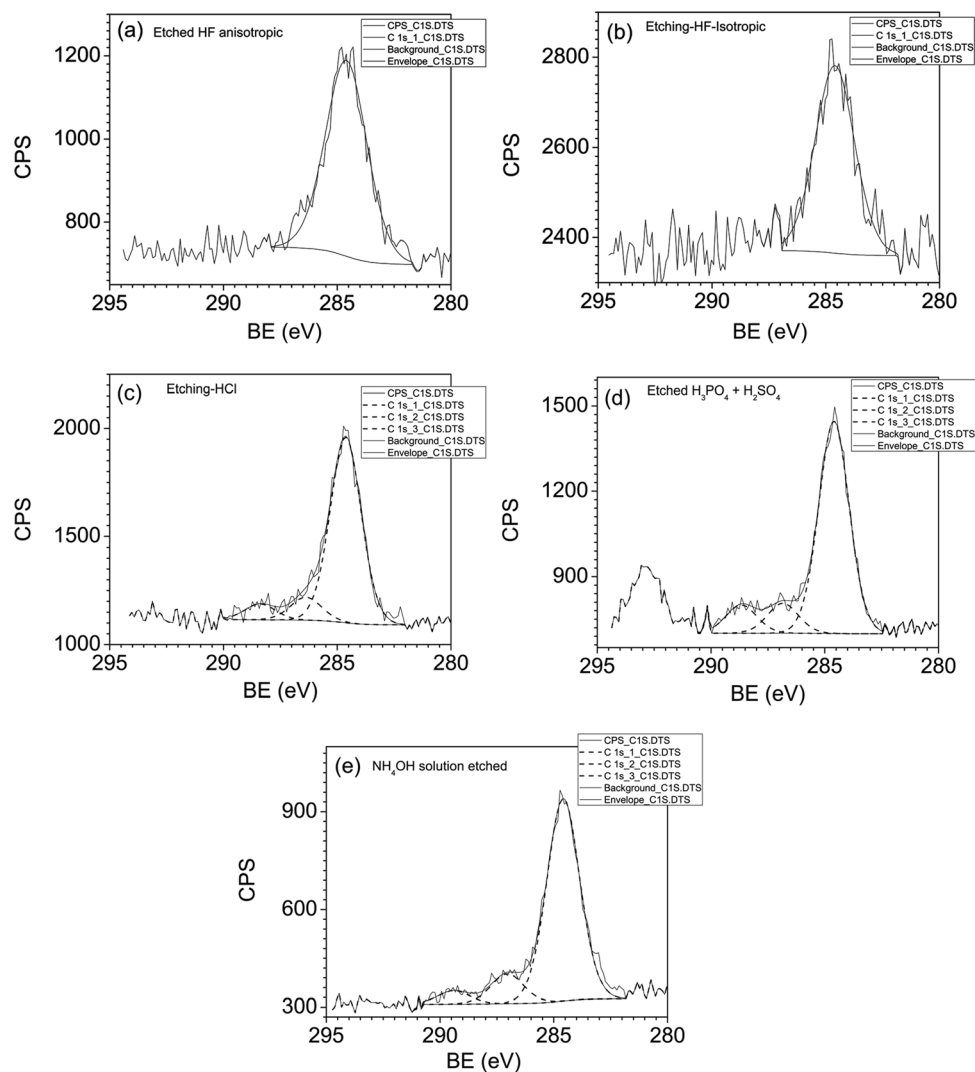 (a) Etched HF anisotropic
CPS_C1S.DTS
C 1s_1_C1S.DTS
Background_C1S.DTS
Envelope_C1S.DTS
1200
1000
800
CPS
295 290 285 280
BE (eV)
(b) Etching-HF-Isotropic
CPS_C1S.DTS
C 1s_1_C1S.DTS
Background_C1S.DTS
Envelope_C1S.DTS
2800
2600
2400
CPS
295 290 285 280
BE (eV)
(c) Etching-HCl
CPS_C1S.DTS
C 1s_1_C1S.DTS
C 1s_2_C1S.DTS
C 1s_3_C1S.DTS
Background_C1S.DTS
Envelope_C1S.DTS
2000
1500
1000
CPS
295 290 285 280
BE (eV)
(d) Etched H₃PO₄ + H₂SO₄
CPS_C1S.DTS
C 1s_1_C1S.DTS
C 1s_2_C1S.DTS
C 1s_3_C1S.DTS
Background_C1S.DTS
Envelope_C1S.DTS
1500
1200
900
CPS
295 290 285 280
BE (eV)
(e) NH₄OH solution etched
CPS_C1S.DTS
C 1s_1_C1S.DTS
C 1s_2_C1S.DTS
C 1s_3_C1S.DTS
Background_C1S.DTS
Envelope_C1S.DTS
900
600
300
CPS
295 290 285 280
BE (eV)